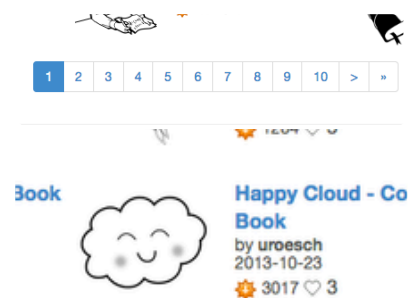 1 2 3 4 5 6 7 8 9 10 > »
Book
Happy Cloud - Co
Book
by uroesch
2013-10-23
3017 3